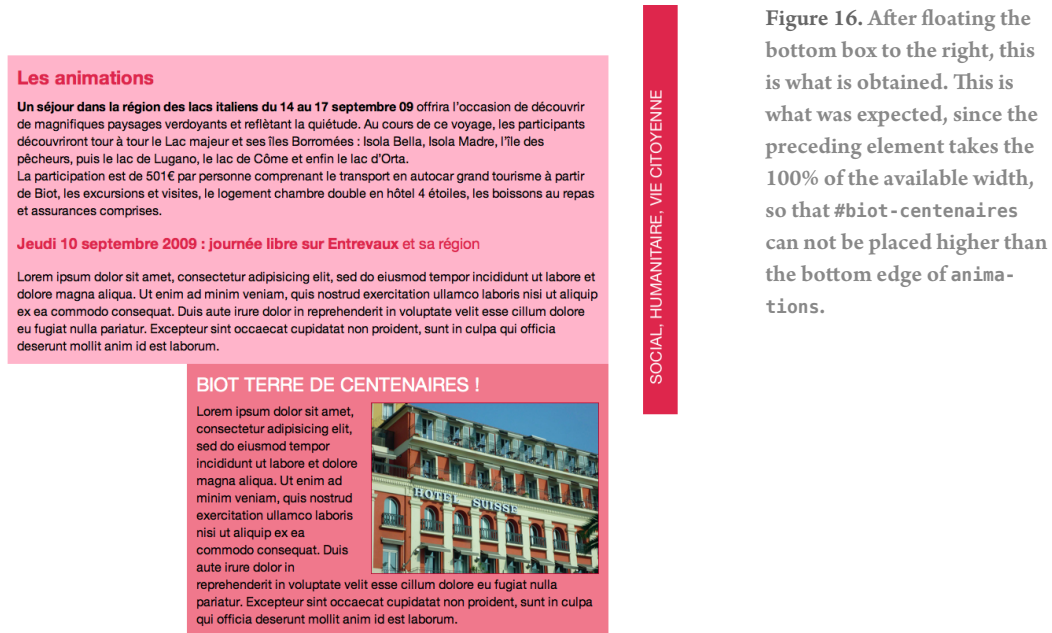 Les animations
Un séjour dans la région des lacs italiens du 14 au 17 septembre 09 offrira l'occasion de découvrir
de magnifiques paysages verdoyants et reflètant la quiétude. Au cours de ce voyage, les participants
découvriront tour à tour le Lac majeur et ses îles Borromées : Isola Bella, Isola Madre, l'île des
pêcheurs, puis le lac de Lugano, le lac de Côme et enfin le lac d'Orta.
La participation est de 501€ par personne comprenant le transport en autocar grand tourisme à partir
de Biot, les excursions et visites, le logement chambre double en hôtel 4 étoiles, les boissons au repas
et assurances comprises.
Jeudi 10 septembre 2009 : journée libre sur Entrevaux et sa région
Lorem ipsum dolor sit amet, consectetur adipisicing elit, sed do eiusmod tempor incididunt ut labore et
dolore magna aliqua. Ut enim ad minim veniam, quis nostrud exercitation ullamco laboris nisi ut aliquip
ex ea commodo consequat. Duis aute irure dolor in reprehenderit in voluptate velit esse cillum dolore
eu fugiat nulla pariatur. Excepteur sint occaecat cupidatat non proident, sunt in culpa qui officia
deserunt mollit anim id est laborum.
BIOT TERRE DE CENTENAIRES !
Lorem ipsum dolor sit amet,
consectetur adipisicing elit,
sed do eiusmod tempor
incididunt ut labore et dolore
magna aliqua. Ut enim ad
minim veniam, quis nostrud
exercitation ullamco laboris
nisi ut aliquip ex ea
commodo consequat. Duis
aute irure dolor in
reprehenderit in voluptate velit esse cillum dolore eu fugiat nulla
pariatur. Excepteur sint occaecat cupidatat non proident, sunt in culpa
qui officia deserunt mollit anim id est laborum.
HOTEL SUISSE
SOCIAL, HUMANITAIRE, VIE CITOYENNE
Figure 16. After floating the
bottom box to the right, this
is what is obtained. This is
what was expected, since the
preceding element takes the
100% of the available width,
so that #biot-centenaires
can not be placed higher than
the bottom edge of anima-
tions.